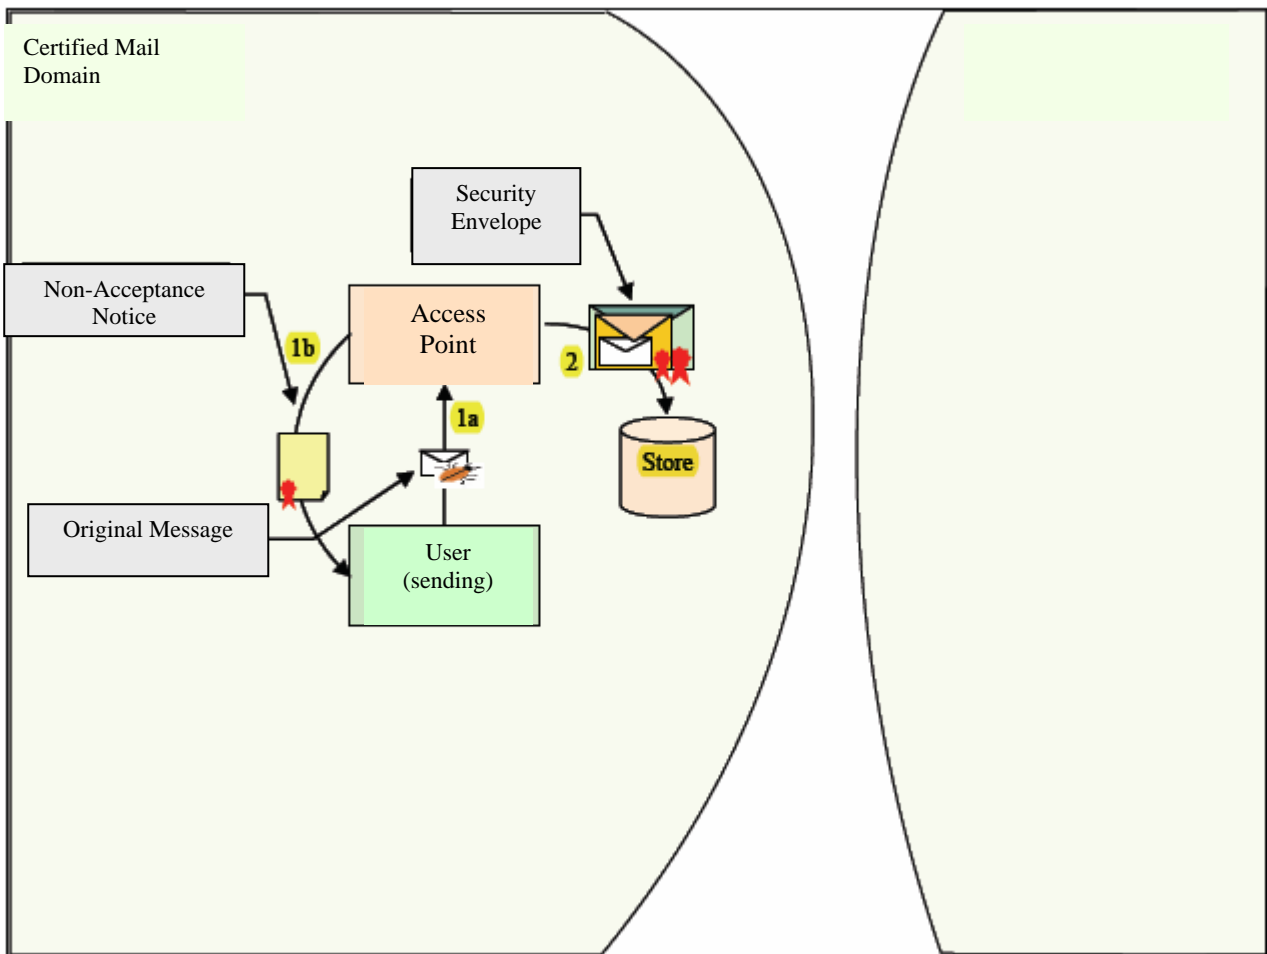 Certified Mail
Domain
Security
Envelope
Non-Acceptance
Notice
Access
Point
1b
2
1a
Store
Original Message
User
(sending)